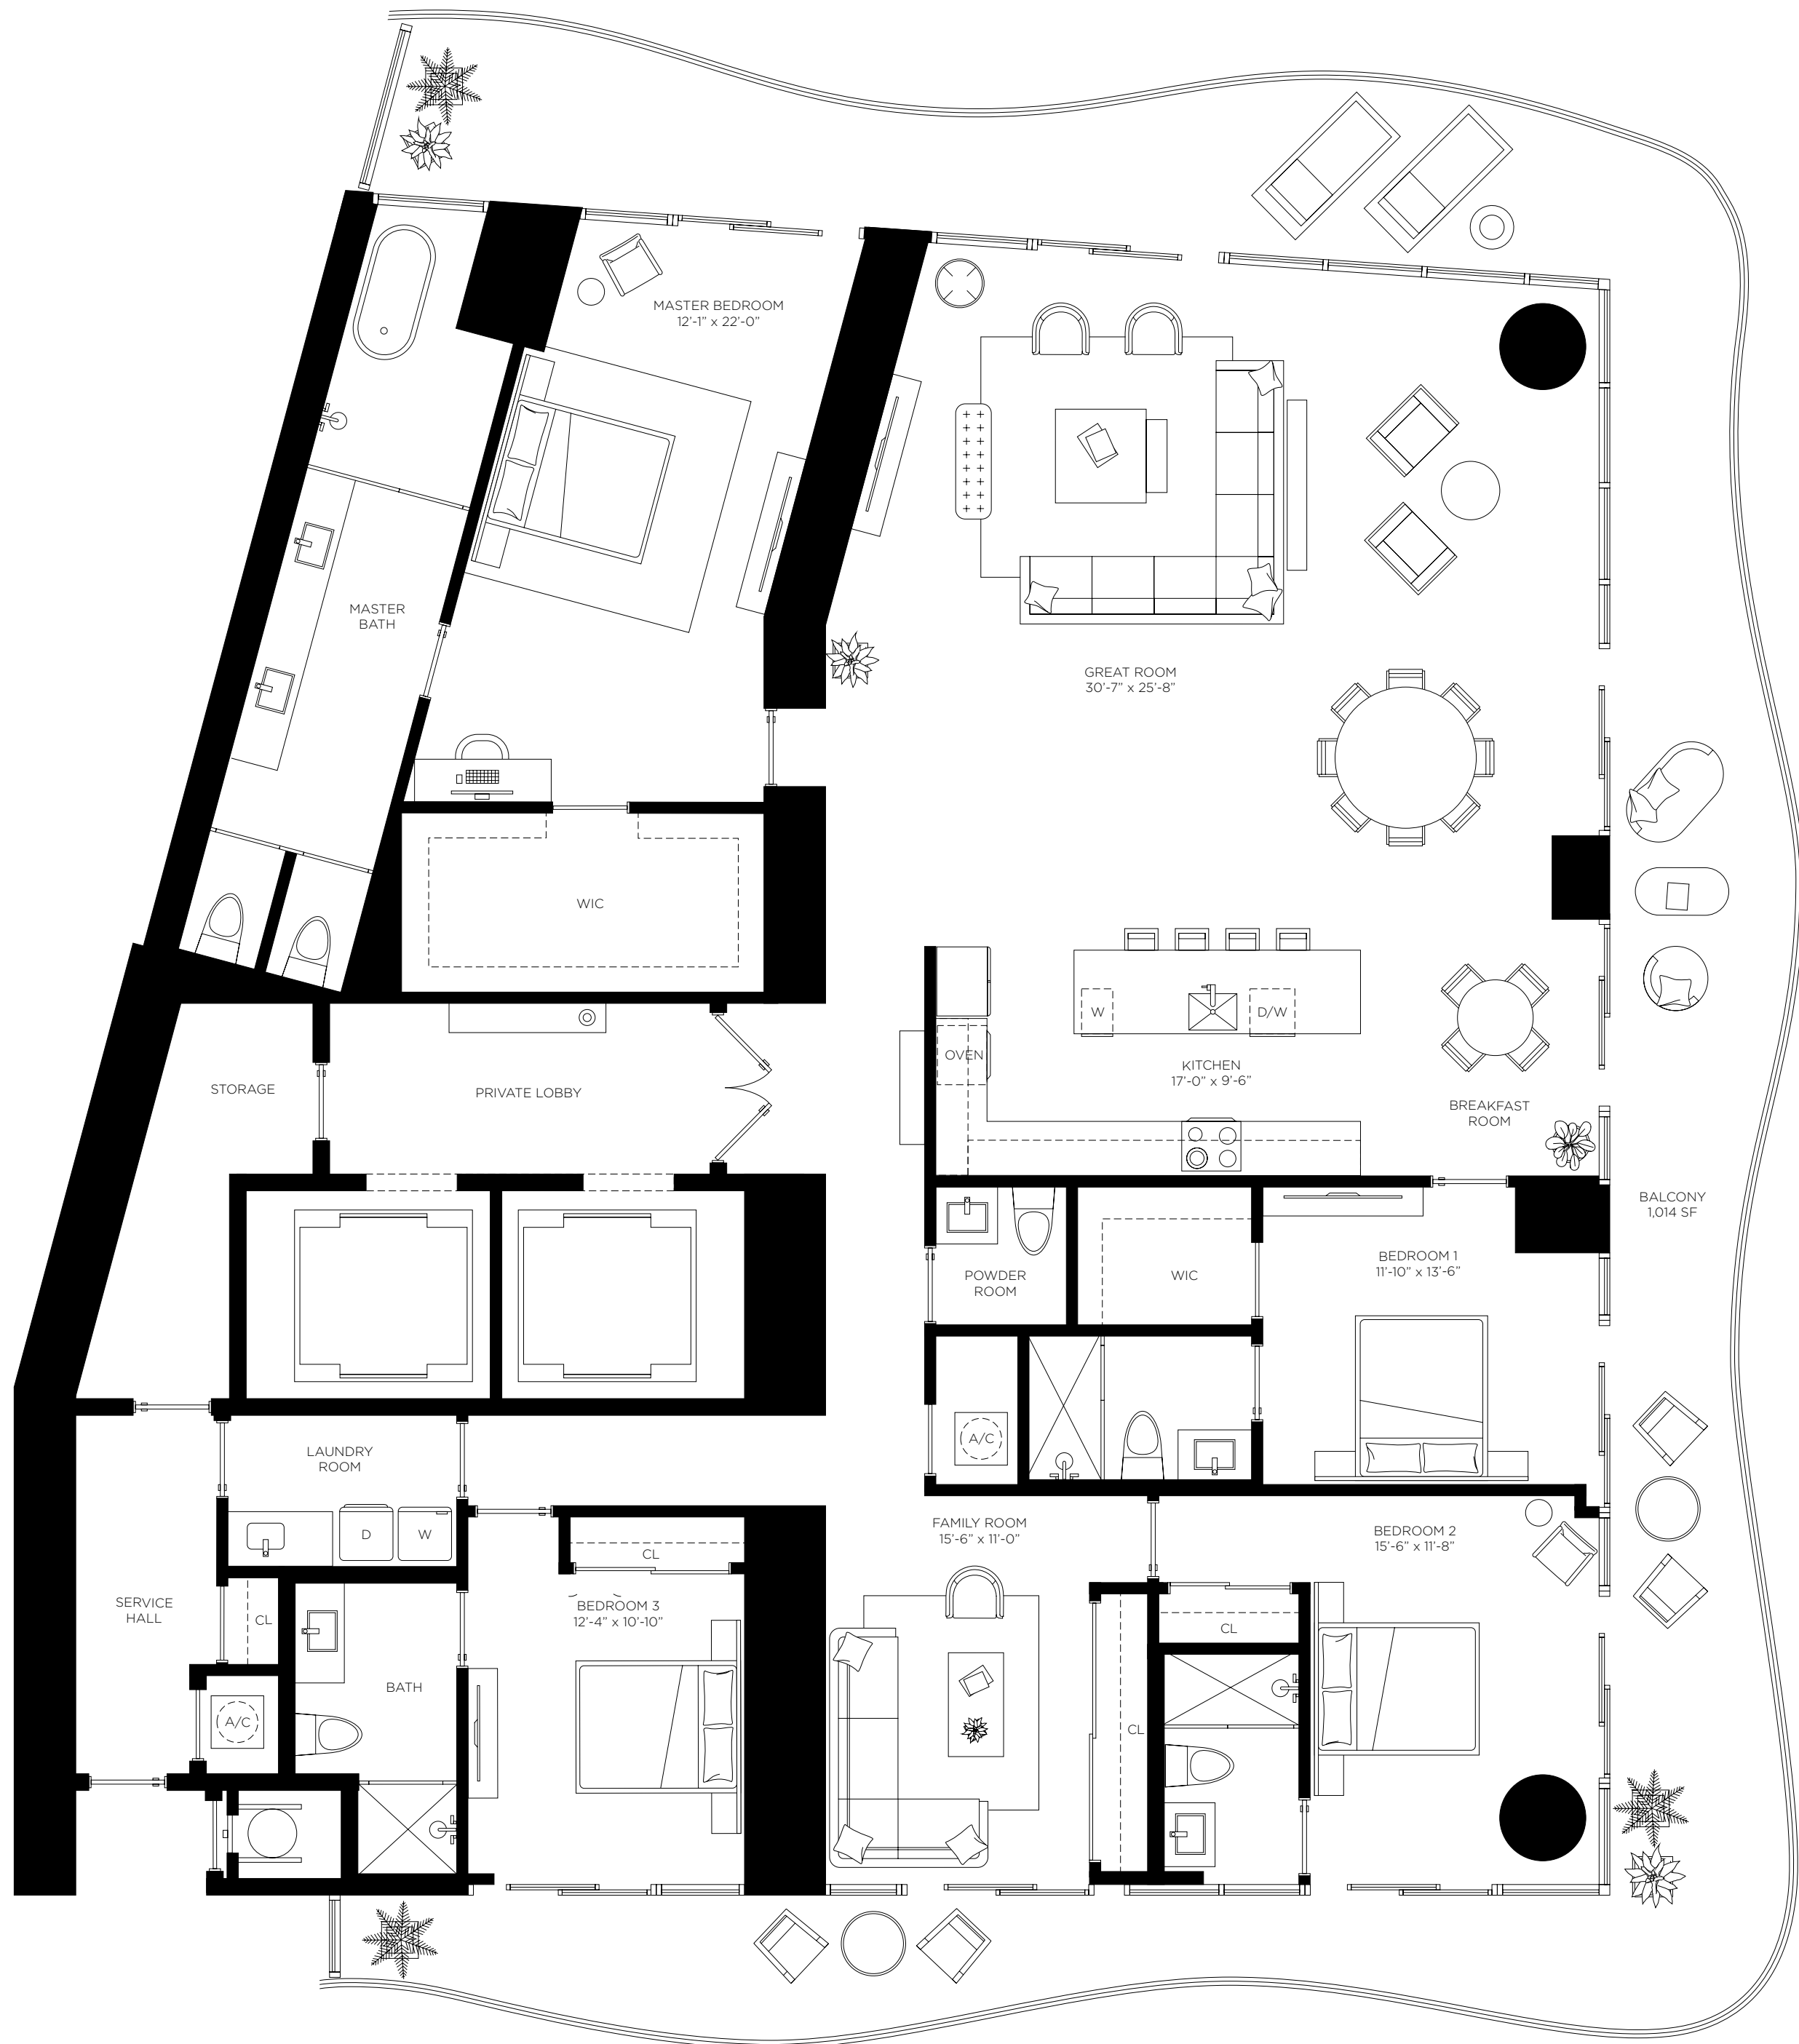 MASTER BEDROOM
12'-1" x 22'-0"
MASTER
BATH
GREAT ROOM
30'-7" x 25'-8"
WIC
W
D/W
OVEN
KITCHEN
17'-0" x 9'-6"
STORAGE
PRIVATE LOBBY
BREAKFAST
ROOM
BALCONY
1,014 SF
POWDER
ROOM
WIC
BEDROOM 1
11'-10" x 13'-6"
A/C
LAUNDRY
ROOM
D
W
FAMILY ROOM
15'-6" x 11'-0"
BEDROOM 2
15'-6" x 11'-8"
CL
SERVICE
HALL
CL
BEDROOM 3
12'-4" x 10'-10"
CL
BATH
A/C
CL